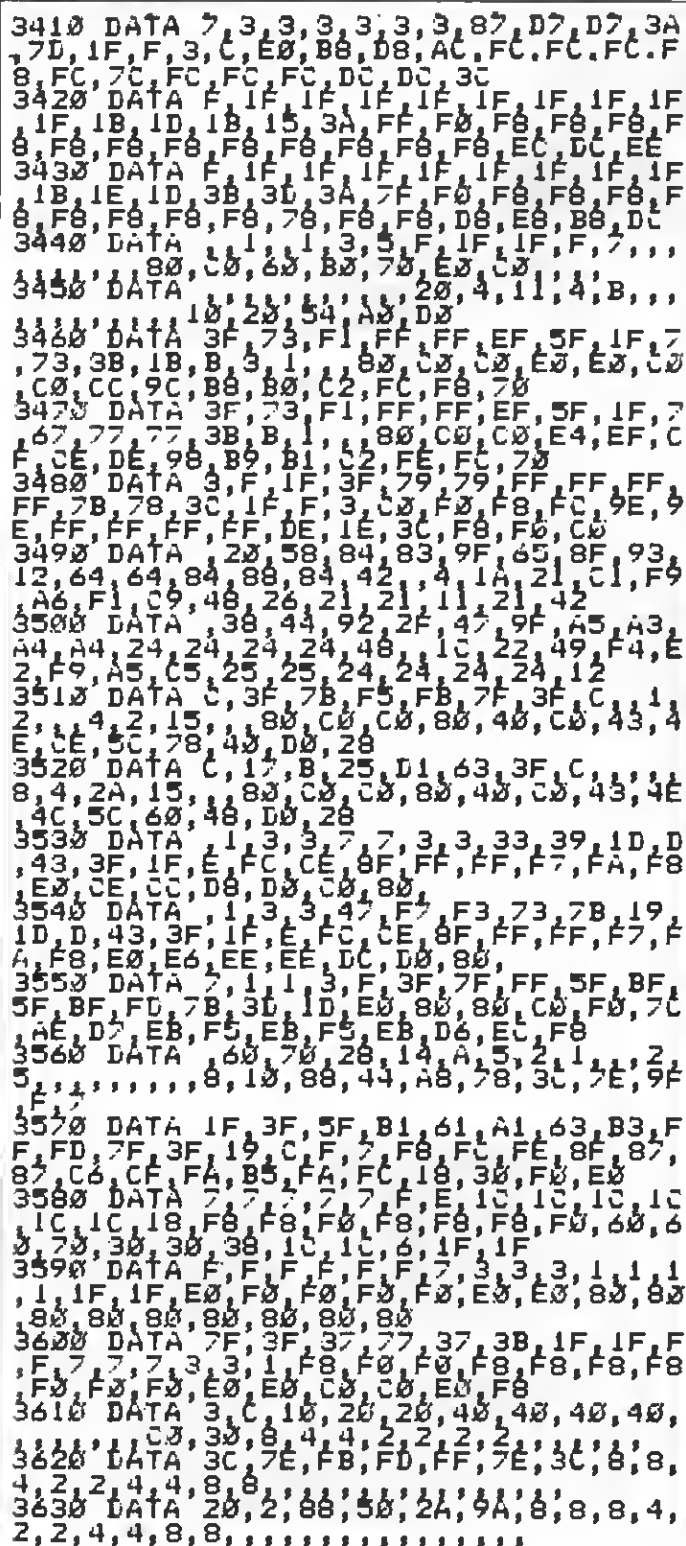 3410 DATA 7,3,3,3,3,3,3,87,D7,D7,3A
,7D,1F,F,3,C,E0,B8,D8,AC,FC,FC,FC,F
8,FC,7C,FC,FC,FC,DC,DC,3C
3420 DATA F,1F,1F,1F,1F,1F,1F,1F,1F
,1F,1B,1D,1B,15,3A,FF,F0,F8,F8,F8,F
8,F8,F8,F8,F8,F8,F8,F8,F8,EC,DC,EE
3430 DATA F,1F,1F,1F,1F,1F,1F,1F,1F
,1B,1E,1D,3B,3D,3A,7F,F0,F8,F8,F8,F
8,F8,F8,F8,F8,F8,78,F8,F8,D8,E8,B8,DC
3440 DATA ,,1,,1,3,5,F,1F,1F,F,7,,,
,,,,,,,80,C0,60,B0,70,E0,C0,,,,
3450 DATA ,,,,,,,,,,,20,4,11,4,B,,,
,,,,,,,,,,10,20,54,A0,D0
3460 DATA 3F,73,F1,FF,FF,EF,5F,1F,7
,73,3B,1B,B,3,1,,,80,C0,C0,E0,E0,C0
,C0,CC,9C,B8,B0,C2,FC,F8,70
3470 DATA 3F,73,F1,FF,FF,EF,5F,1F,7
,67,77,77,3B,B,1,,,80,C0,C0,E4,EF,C
F,CE,DE,98,B9,B1,C2,FE,FC,70
3480 DATA 3,F,1F,3F,79,79,FF,FF,FF,
FF,7B,78,3C,1F,F,3,C0,F0,F8,FC,9E,9
E,FF,FF,FF,FF,DE,1E,3C,F8,F0,C0
3490 DATA ,20,58,84,83,9F,65,8F,93,
12,64,64,84,88,84,42,,4,1A,21,C1,F9
,A6,F1,C9,48,26,21,21,11,21,42
3500 DATA ,38,44,92,2F,47,9F,A5,A3,
A4,A4,24,24,24,24,48,,1C,22,49,F4,E
2,F9,A5,C5,25,25,24,24,24,24,12
3510 DATA C,3F,7B,F5,FB,7F,3F,C,,,1,
2,,,4,2,15,,,80,C0,C0,80,40,C0,43,4
E,CE,5C,78,40,D0,28
3520 DATA C,17,B,25,D1,63,3F,C,,,,,
8,4,2A,15,,,80,C0,C0,80,40,C0,43,4E
,4C,5C,60,48,D0,28
3530 DATA ,1,3,3,7,7,3,3,33,39,1D,D
,43,3F,1F,E,FC,CE,8F,FF,FF,F7,FA,F8
,E0,CE,CC,D8,D0,C0,80,
3540 DATA ,1,3,3,47,F7,F3,73,7B,19,
1D,D,43,3F,1F,E,FC,CE,8F,FF,FF,F7,F
A,F8,E0,E6,EE,EE,DC,D0,80,
3550 DATA 7,1,1,3,F,3F,7F,FF,5F,BF,
5F,BF,FD,7B,3D,1D,E0,80,80,C0,F0,7C
,AE,D7,EB,F5,EB,F5,EB,D6,EC,F8
3560 DATA ,60,70,28,14,A,5,2,1,,,,2,
5,,,,,,,,,8,10,88,44,A8,78,3C,7E,9F
,F,7
3570 DATA 1F,3F,5F,B1,61,A1,63,B3,F
F,FD,7F,3F,19,C,F,7,F8,FC,FE,8F,87,
87,C6,CF,FA,B5,FA,FC,18,30,F0,E0
3580 DATA 7,7,7,7,7,F,E,1C,1C,1C,1C
,1C,1C,18,F8,F8,F0,F8,F8,F8,F0,60,6
0,70,30,30,38,1C,1C,6,1F,1F
3590 DATA F,F,F,F,F,F,7,3,3,3,1,1,1
,1,1F,1F,E0,F0,F0,F0,F0,E0,E0,80,80
,80,80,80,80,80,80,80
3600 DATA 7F,3F,37,77,37,3B,1F,1F,F
,F,7,7,7,3,3,1,F8,F0,F0,F8,F8,F8,F8
,F0,F0,F0,E0,E0,C0,C0,E0,F8
3610 DATA 3,C,10,20,20,40,40,40,40,
,,,,,,,C0,30,8,4,4,2,2,2,2,,,,,,,
3620 DATA 3C,7E,FB,FD,FF,7E,3C,8,8,
4,2,2,4,4,8,8,,,,,,,,,,,,,,,,
3630 DATA 20,2,88,50,2A,9A,8,8,8,4,
2,2,4,4,8,8,,,,,,,,,,,,,,,,